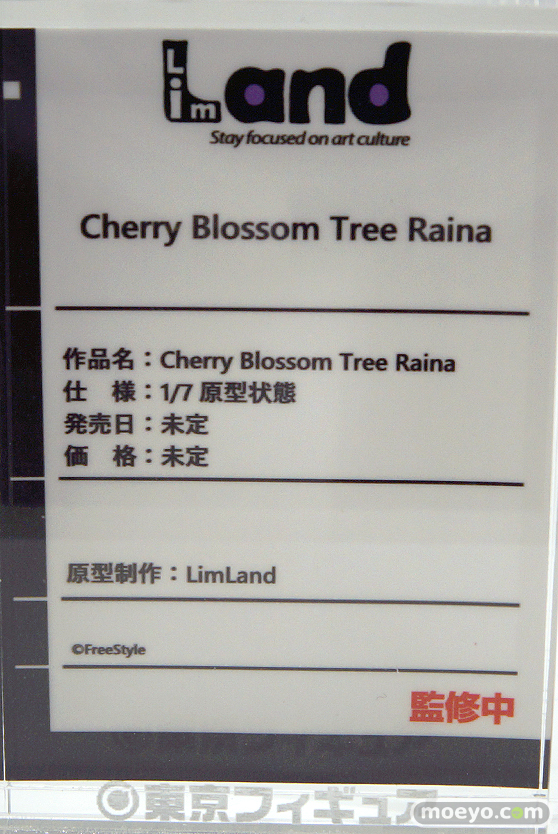 LimLand
Stay focused on art culture
Cherry Blossom Tree Raina
作品名：Cherry Blossom Tree Raina
仕　様：1/7 原型状態
発売日：未定
価　格：未定
原型制作：LimLand
©FreeStyle
監修中
東京フィギュア
moeyo.com